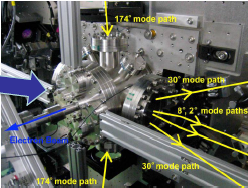 174° mode path
30° mode path
8°, 2° mode paths
Electron Beam
30° mode path
174° mode path